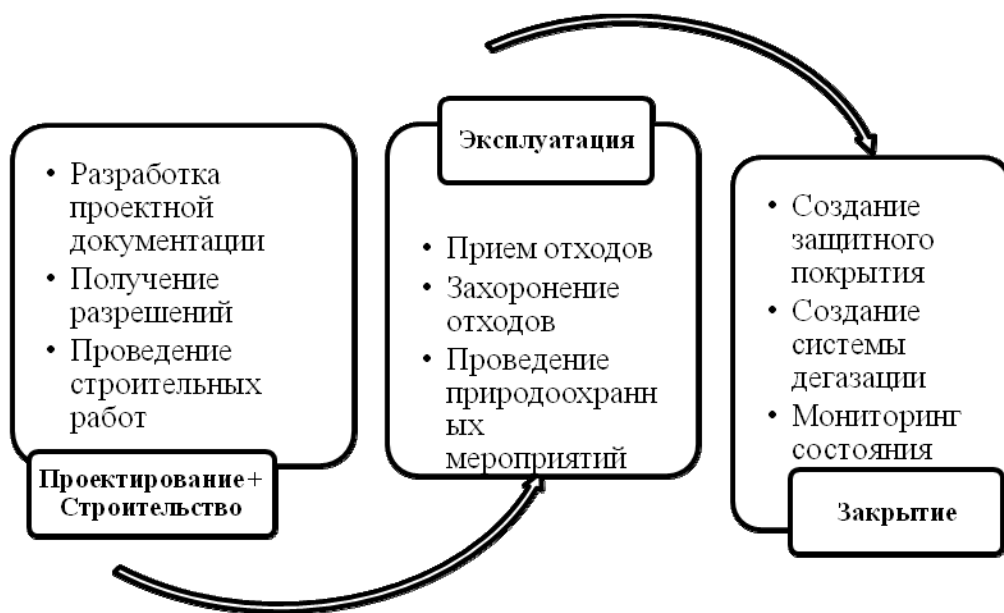 • Разработка
проектной
документации
• Получение
разрешений
• Проведение
строительных
работ
Проектирование+
Строительство
Эксплуатация
• Прием отходов
• Захоронение
отходов
• Проведение
природоохранн
ых
мероприятий
• Создание
защитного
покрытия
• Создание
системы
дегазации
• Мониторинг
состояния
Закрытие